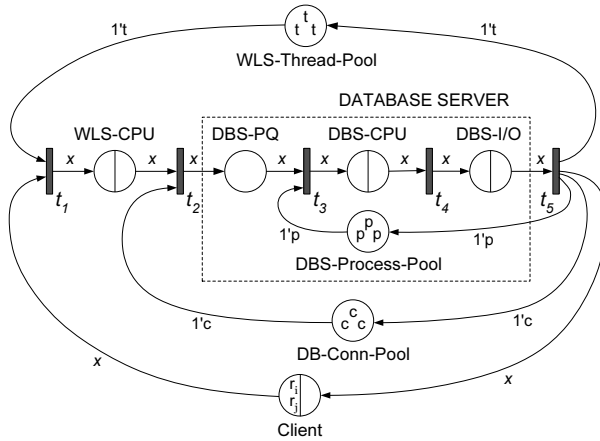 t
t t
1't
1't
WLS-Thread-Pool
DATABASE SERVER
WLS-CPU
DBS-PQ
DBS-CPU
DBS-I/O
x
x
x
x
x
x
x
x
t1
t2
t3
t4
t5
p
p p
1'p
1'p
DBS-Process-Pool
c
c c
1'c
1'c
DB-Conn-Pool
x
x
ri
rj
Client